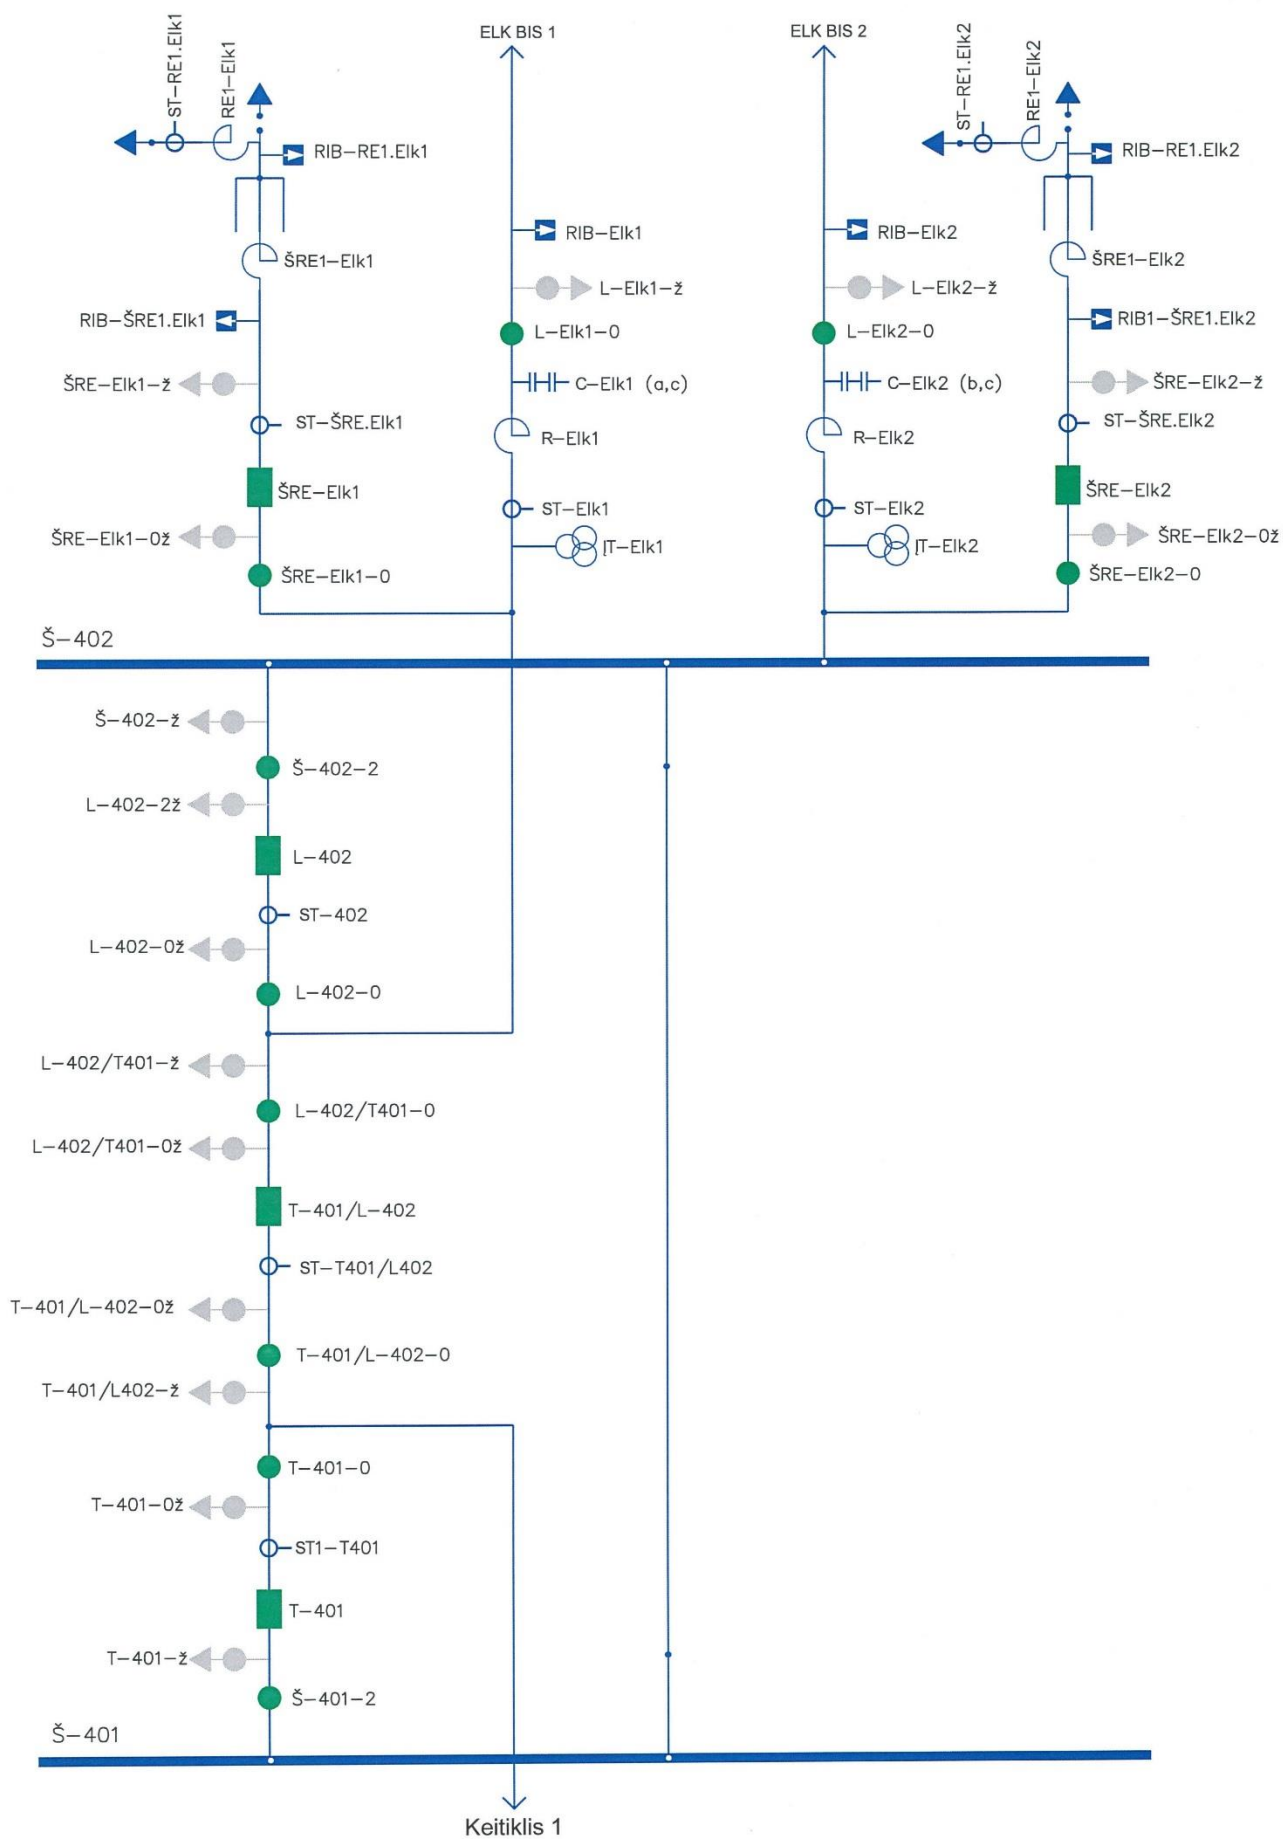 ELK BIS 1
ELK BIS 2
ST-RE1.Elk1
RE1-Elk1
ST-RE1.Elk2
RE1-Elk2
RIB-RE1.Elk1
RIB-RE1.Elk2
RIB-Elk1
RIB-Elk2
ŠRE1-Elk1
ŠRE1-Elk2
L-Elk1-ž
L-Elk2-ž
RIB-ŠRE1.Elk1
L-Elk1-0
L-Elk2-0
RIB1-ŠRE1.Elk2
ŠRE-Elk1-ž
C-Elk1 (a,c)
C-Elk2 (b,c)
ŠRE-Elk2-ž
ST-ŠRE.Elk1
R-Elk1
R-Elk2
ST-ŠRE.Elk2
ŠRE-Elk1
ST-Elk1
ST-Elk2
ŠRE-Elk2
ŠRE-Elk1-0ž
ĮT-Elk1
ĮT-Elk2
ŠRE-Elk2-0ž
ŠRE-Elk1-0
ŠRE-Elk2-0
Š-402
Š-402-ž
Š-402-2
L-402-2ž
L-402
ST-402
L-402-0ž
L-402-0
L-402/T401-ž
L-402/T401-0
L-402/T401-0ž
T-401/L-402
ST-T401/L402
T-401/L-402-0ž
T-401/L-402-0
T-401/L402-ž
T-401-0
T-401-0ž
ST1-T401
T-401
T-401-ž
Š-401-2
Š-401
Keitiklis 1